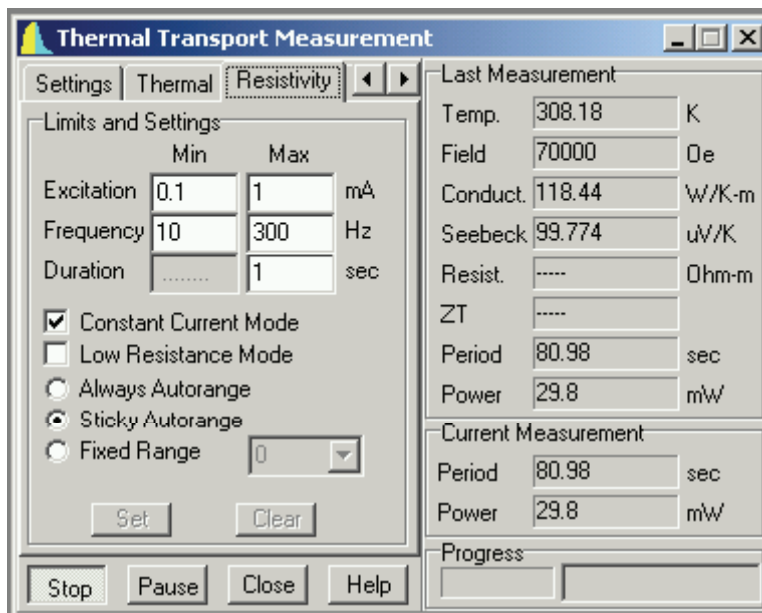 Thermal Transport Measurement
Settings Thermal Resistivity
Limits and Settings
Min Max
Excitation 0.1 1 mA
Frequency 10 300 Hz
Duration ........ 1 sec
Constant Current Mode
Low Resistance Mode
Always Autorange
Sticky Autorange
Fixed Range 0
Set Clear
Stop Pause Close Help
Last Measurement
Temp. 308.18 K
Field 70000 Oe
Conduct. 118.44 W/K-m
Seebeck 99.774 uV/K
Resist. ----- Ohm-m
ZT -----
Period 80.98 sec
Power 29.8 mW
Current Measurement
Period 80.98 sec
Power 29.8 mW
Progress